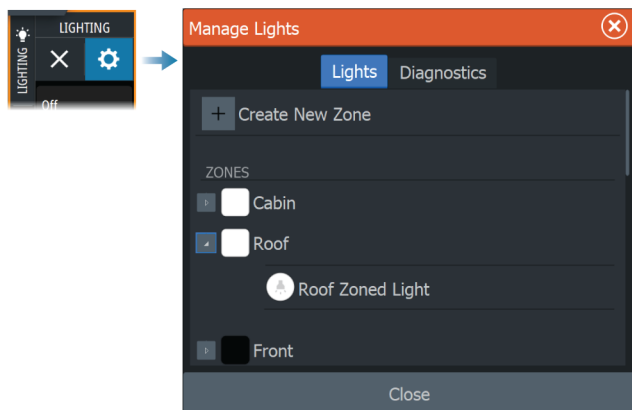 LIGHTING
LIGHTING
Off
Manage Lights
Lights Diagnostics
Create New Zone
ZONES
Cabin
Roof
Roof Zoned Light
Front
Close